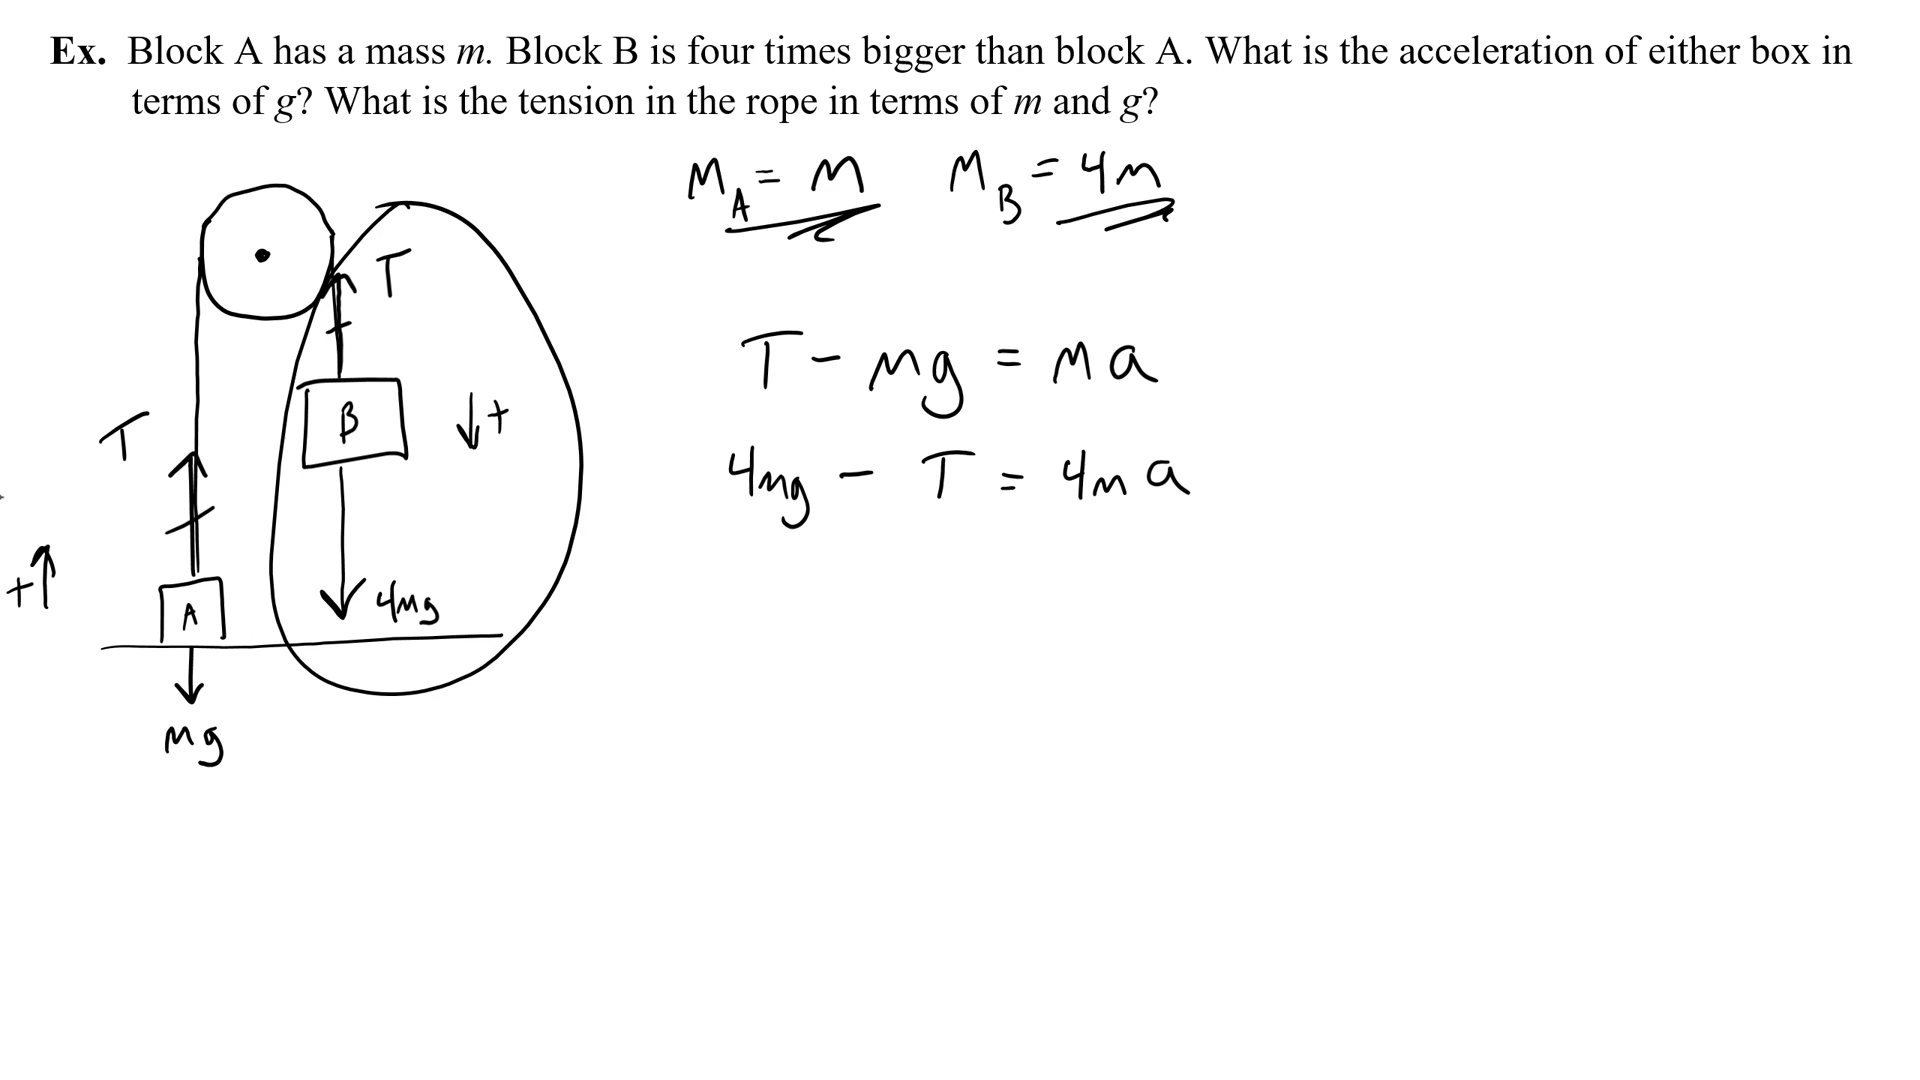 Ex. Block A has a mass m. Block B is four times bigger than block A. What is the acceleration of either box in
terms of g? What is the tension in the rope in terms of m and g?
M_A = m M_B = 4m
T
T - mg = ma
B
↓+
T
4mg - T = 4ma
+↑
4mg
A
mg